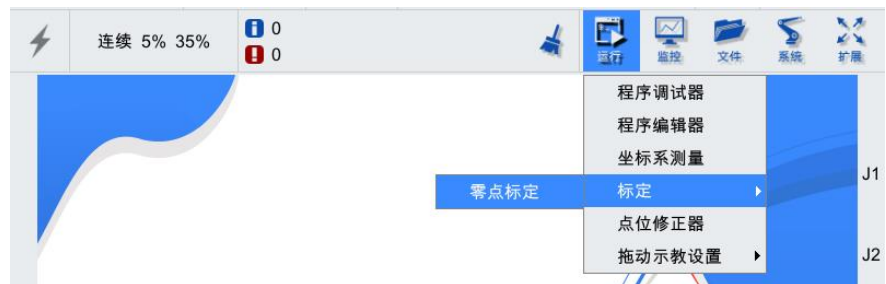 连续 5% 35%
0
0
运行
监控
文件
系统
扩展
程序调试器
程序编辑器
坐标系测量
零点标定
标定
点位修正器
拖动示教设置
J1
J2